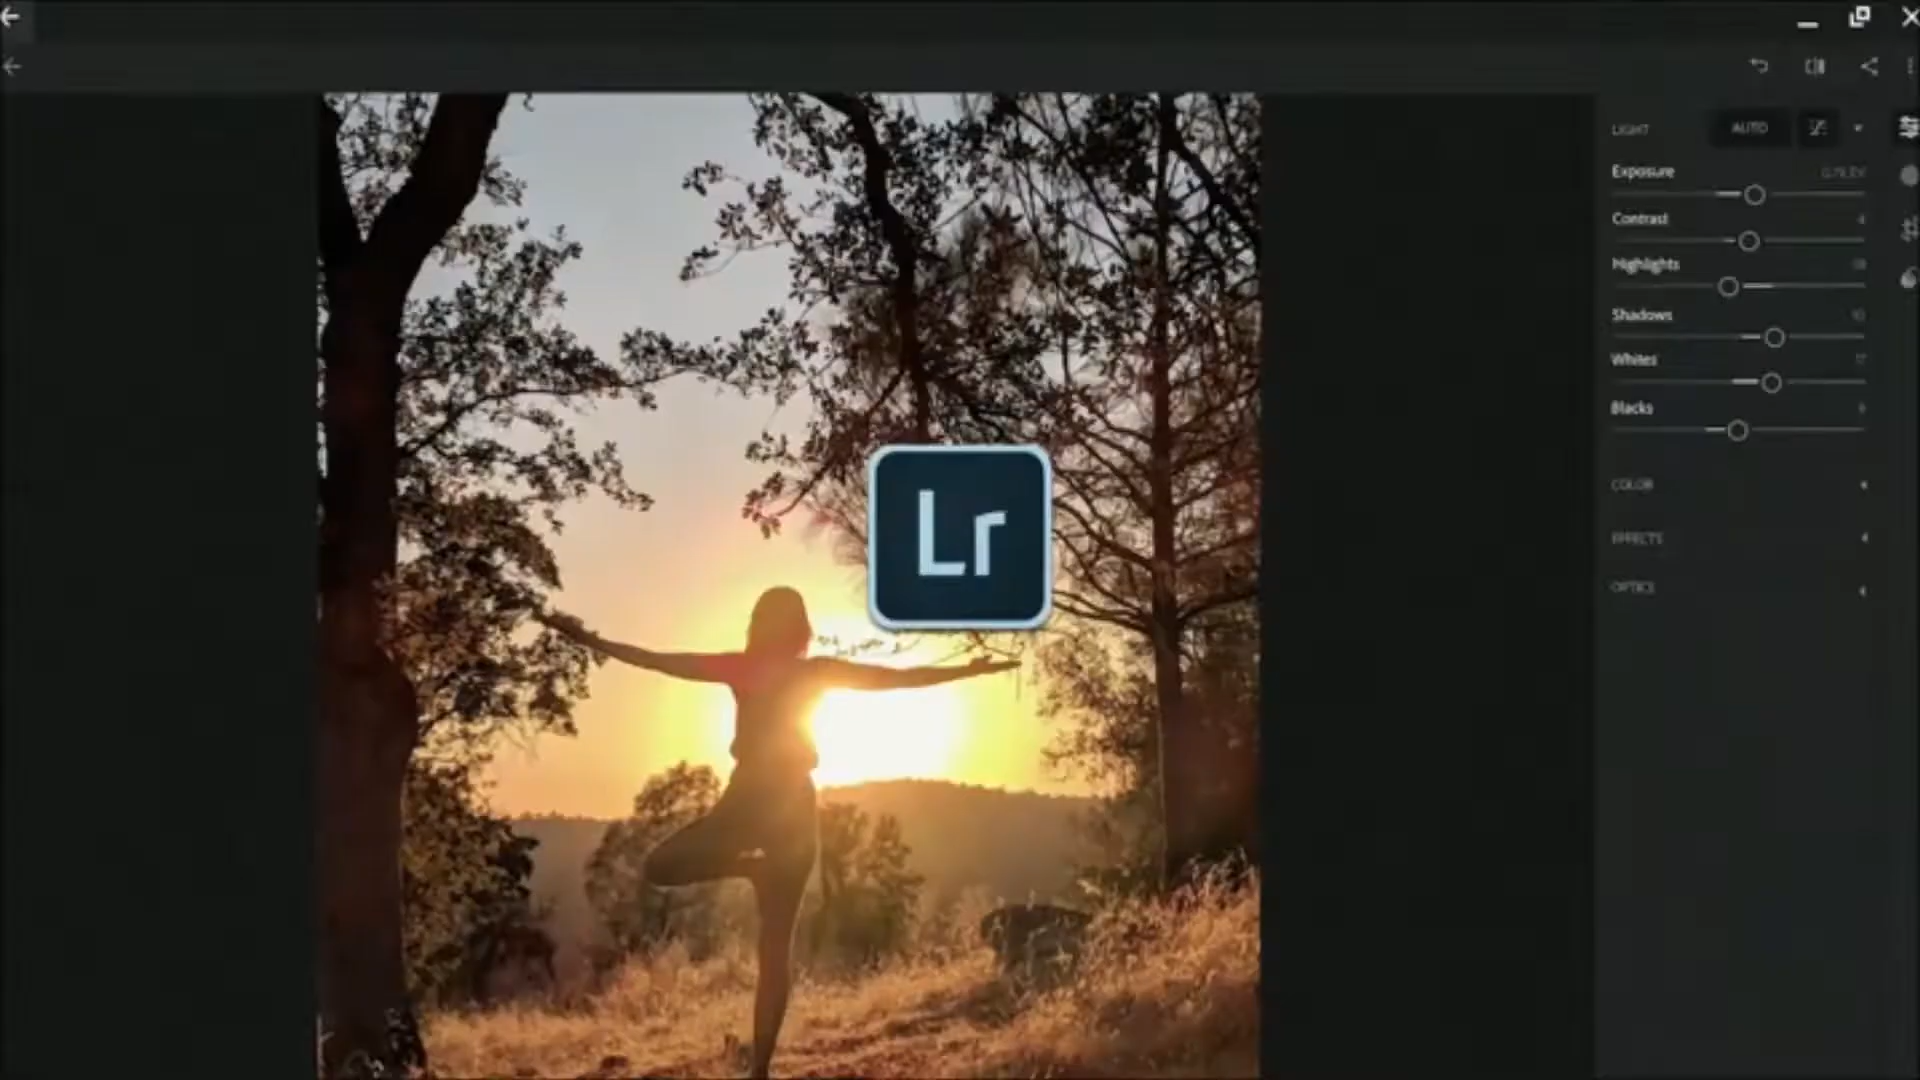 LIGHT AUTO
Exposure
Contrast
Highlights
Shadows
Whites
Blacks
Lr
COLOR
EFFECTS
OPTICS